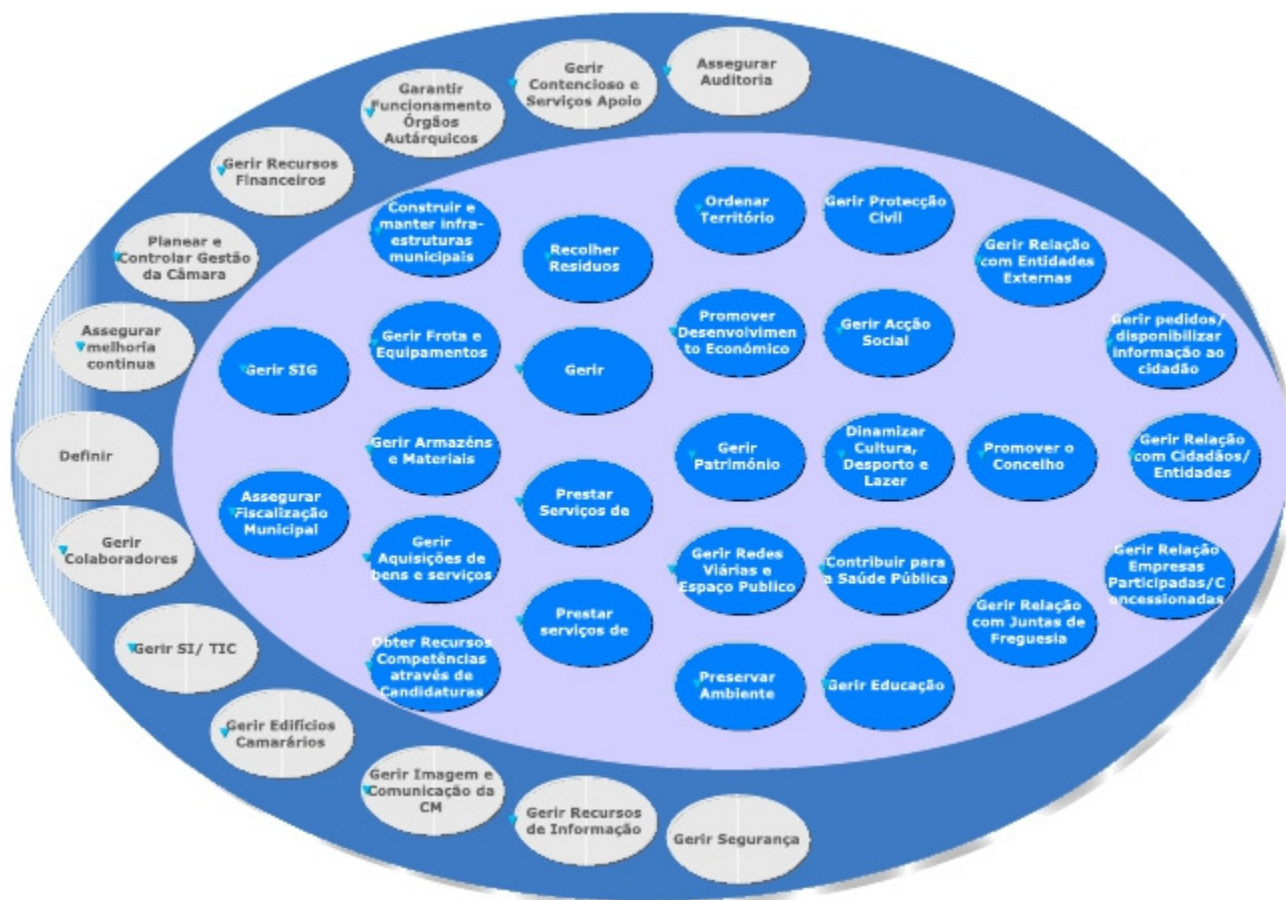 Assegurar
Auditoria
Gerir
Contencioso e
Serviços Apoio
Garantir
Funcionamento
Órgãos
Autárquicos
Gerir Recursos
Financeiros
Planear e
Controlar Gestão
da Câmara
Assegurar
melhoria
continua
Definir
Gerir
Colaboradores
Gerir SI/ TIC
Gerir Edifícios
Camarários
Gerir Imagem e
Comunicação da
CM
Gerir Recursos
de Informação
Gerir Segurança
Gerir SIG
Assegurar
Fiscalização
Municipal
Construir e
manter infra-
estruturas
municipais
Gerir Frota e
Equipamentos
Gerir Armazéns
e Materiais
Gerir
Aquisições de
bens e serviços
Obter Recursos
Competências
através de
Candidaturas
Recolher
Resíduos
Gerir
Prestar
Serviços de
Prestar
serviços de
Ordenar
Território
Promover
Desenvolvimen
to Económico
Gerir
Património
Gerir Redes
Viárias e
Espaço Publico
Preservar
Ambiente
Gerir Protecção
Civil
Gerir Acção
Social
Dinamizar
Cultura,
Desporto e
Lazer
Contribuir para
a Saúde Pública
Gerir Educação
Gerir Relação
com Entidades
Externas
Promover o
Concelho
Gerir Relação
com Juntas de
Freguesia
Gerir pedidos/
disponibilizar
informação ao
cidadão
Gerir Relação
com Cidadãos/
Entidades
Gerir Relação
Empresas
Participadas/C
oncessionadas